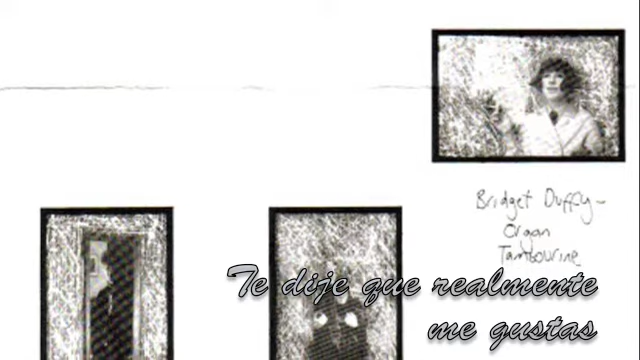 Bridget Duffy -
Organ
Tambourine
Te dije que realmente
me gustas